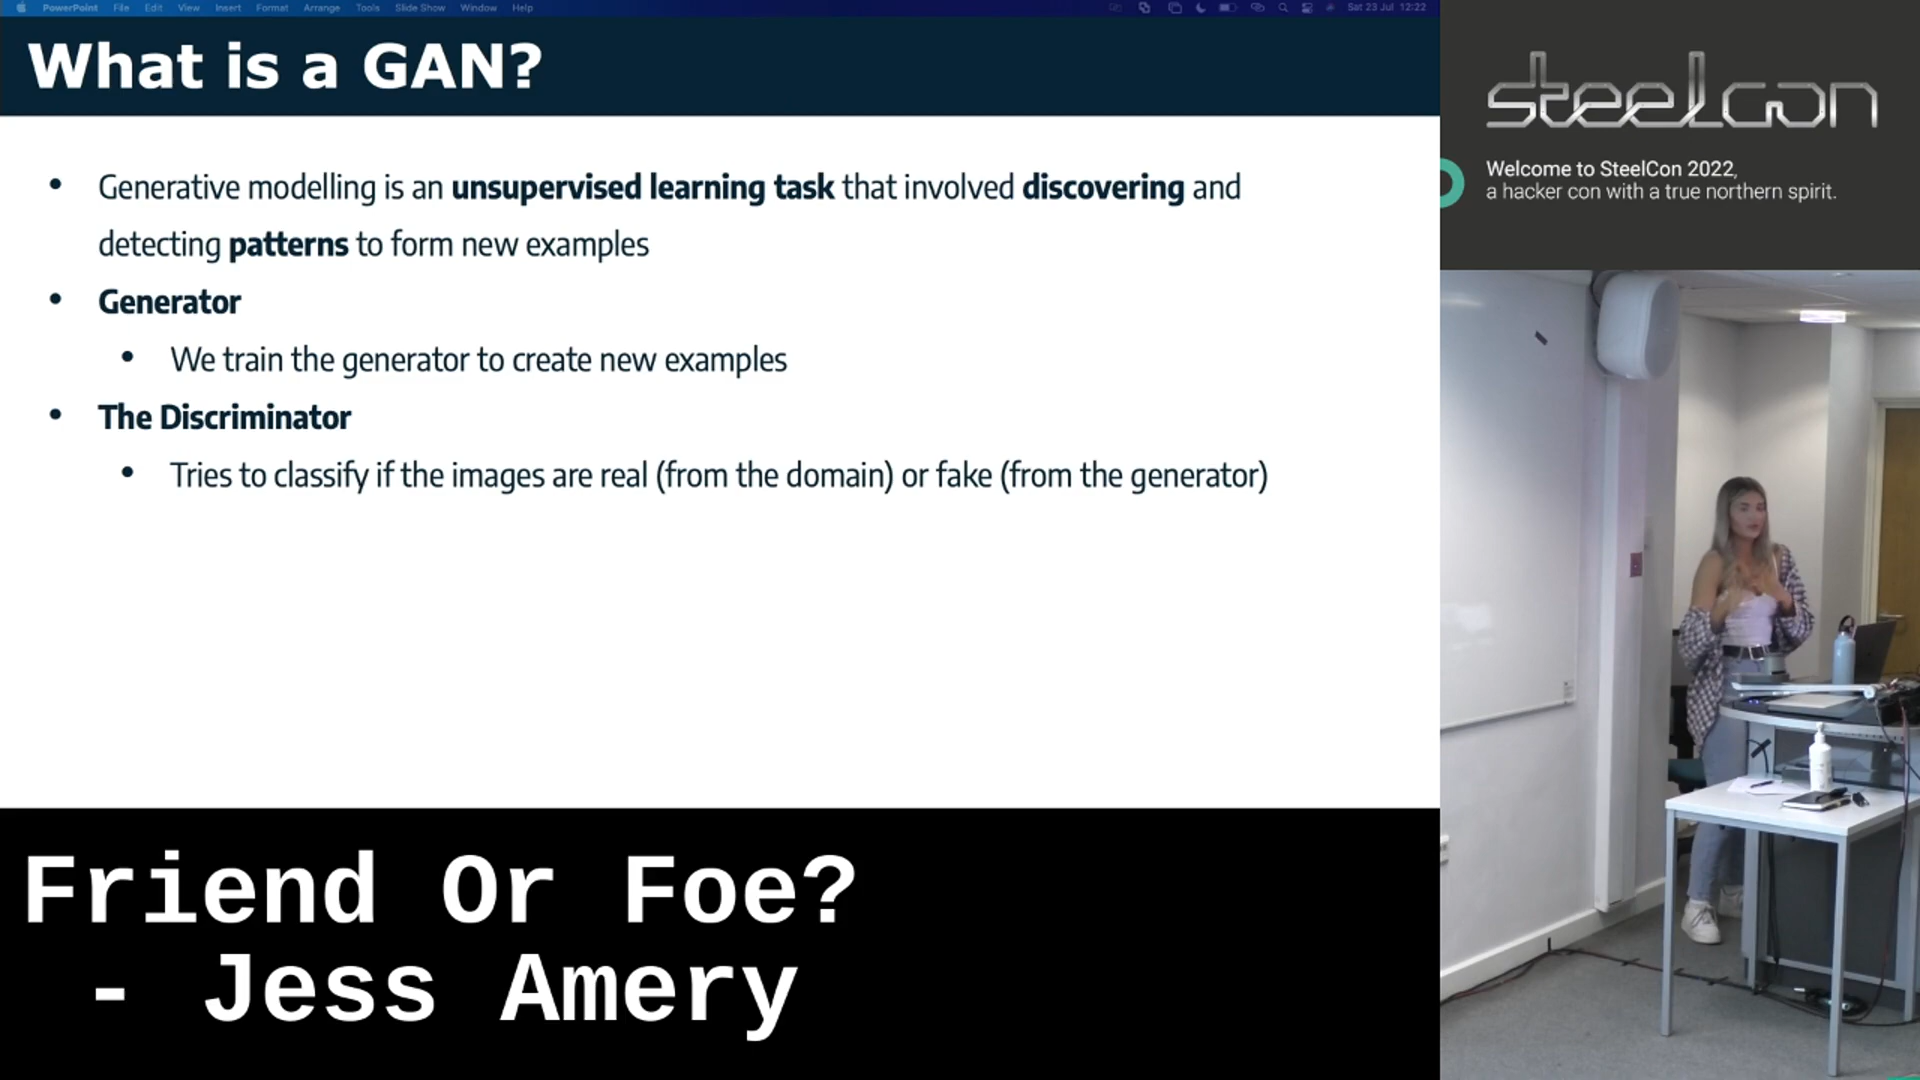 PowerPoint File Edit View Insert Format Arrange Tools Slide Show Window Help Sat 23 Jul 12:22
What is a GAN?
• Generative modelling is an unsupervised learning task that involved discovering and
detecting patterns to form new examples
• Generator
• We train the generator to create new examples
• The Discriminator
• Tries to classify if the images are real (from the domain) or fake (from the generator)
Friend Or Foe?
- Jess Amery
steelcon
Welcome to SteelCon 2022,
a hacker con with a true northern spirit.